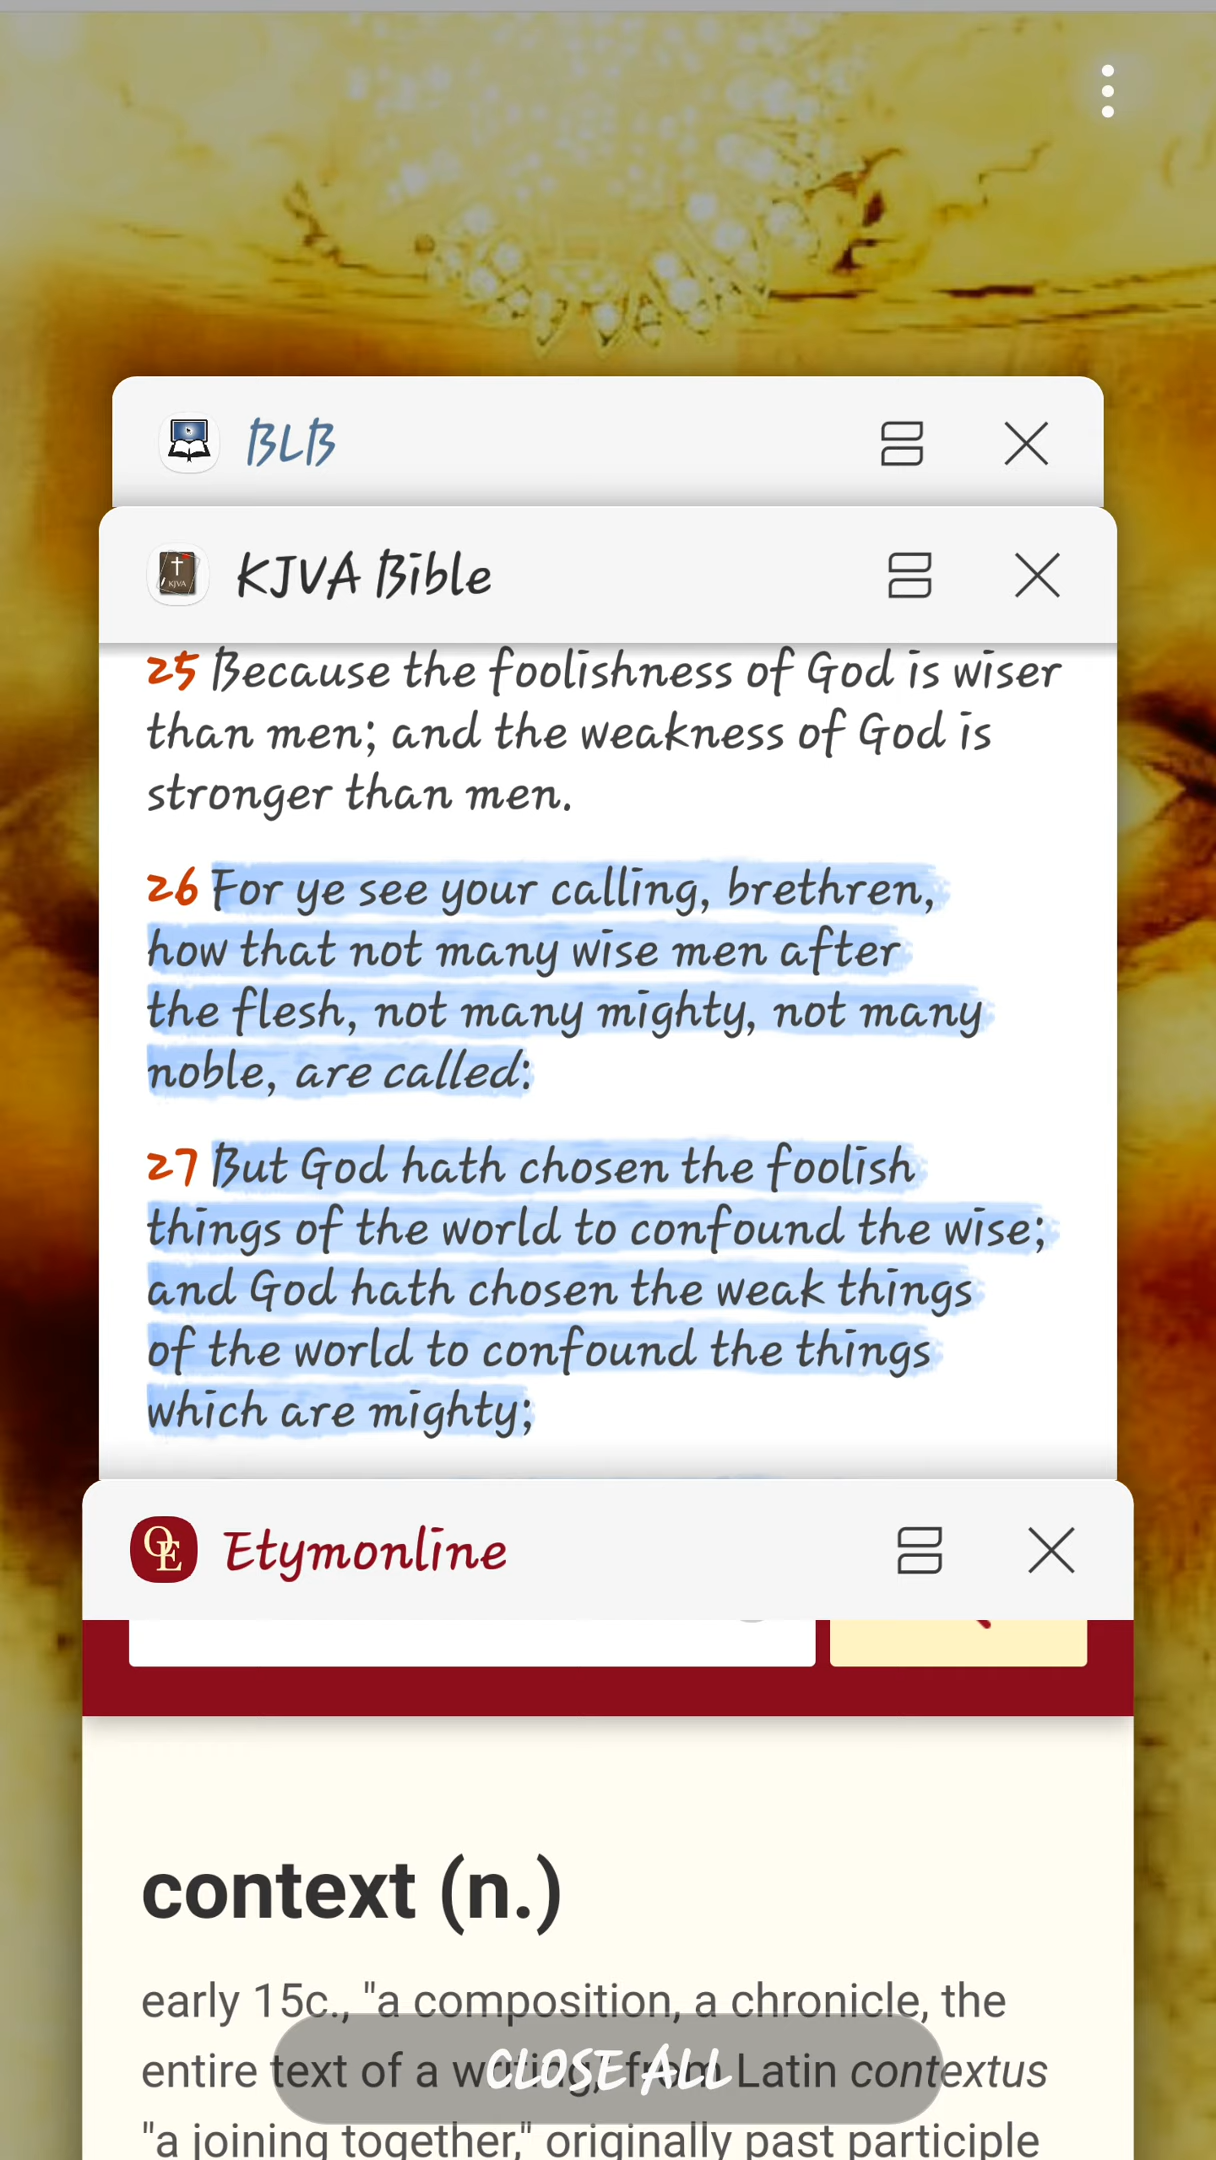 BLB
KJVA
KJVA Bible
25 Because the foolishness of God is wiser
than men; and the weakness of God is
stronger than men.
26 For ye see your calling, brethren,
how that not many wise men after
the flesh, not many mighty, not many
noble, are called:
27 But God hath chosen the foolish
things of the world to confound the wise;
and God hath chosen the weak things
of the world to confound the things
which are mighty;
OE Etymonline
context (n.)
early 15c., "a composition, a chronicle, the
entire text of a writing," from Latin contextus
CLOSE ALL
"a joining together," originally past participle